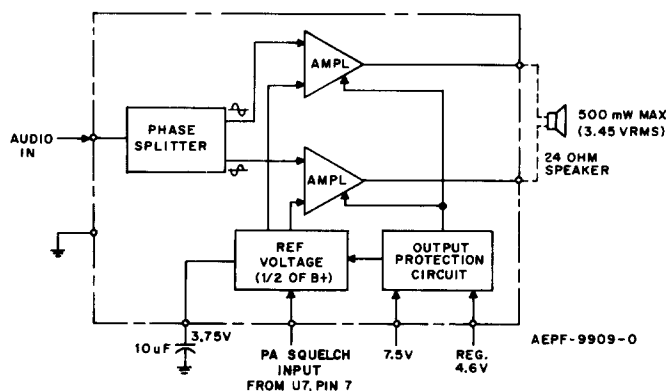 AMPL
500 mW MAX
(3.45 VRMS)
AUDIO
IN
PHASE
SPLITTER
24 OHM
SPEAKER
AMPL
REF
VOLTAGE
(1/2 OF B+)
OUTPUT
PROTECTION
CIRCUIT
3.75V
10uF
PA SQUELCH
INPUT
FROM U7, PIN 7
7.5V
REG.
4.6V
AEPF-9909-O